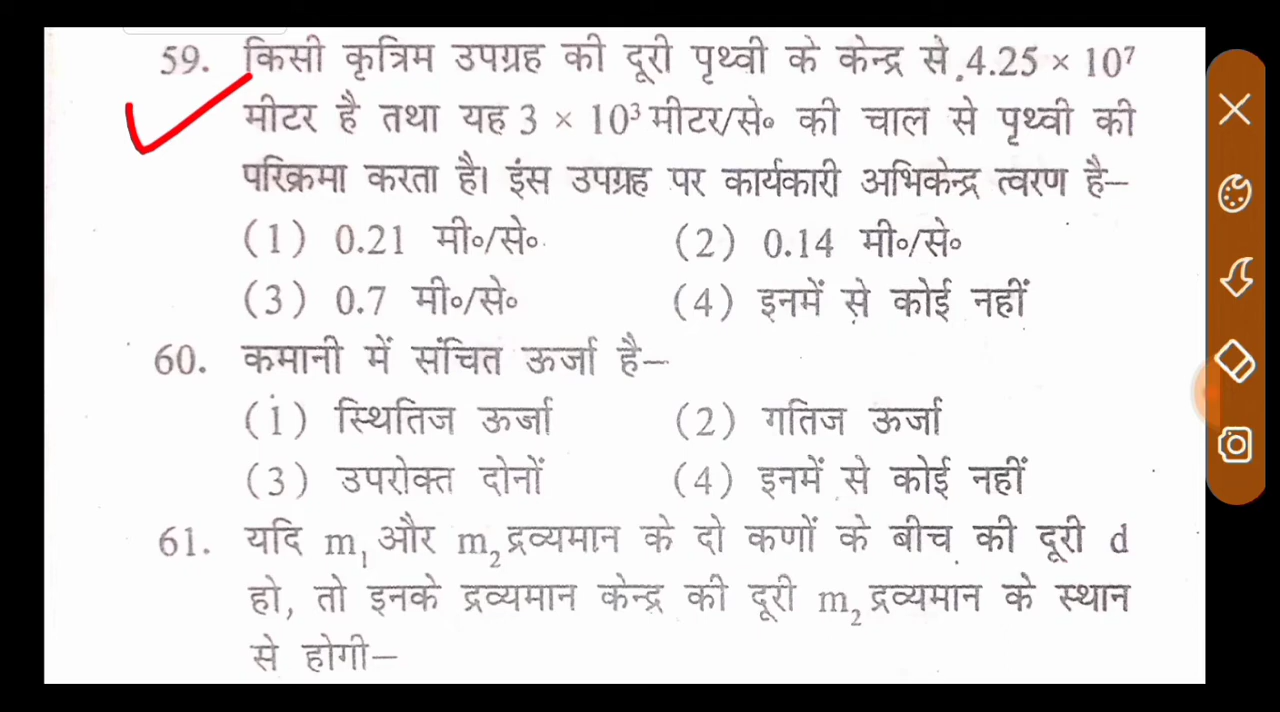 59. किसी कृत्रिम उपग्रह की दूरी पृथ्वी के केन्द्र से 4.25 × 10⁷
मीटर है तथा यह 3 × 10³ मीटर/से० की चाल से पृथ्वी की
परिक्रमा करता है। इस उपग्रह पर कार्यकारी अभिकेन्द्र त्वरण है—
(1) 0.21 मी०/से० (2) 0.14 मी०/से०
(3) 0.7 मी०/से० (4) इनमें से कोई नहीं
60. कमानी में संचित ऊर्जा है—
(1) स्थितिज ऊर्जा (2) गतिज ऊर्जा
(3) उपरोक्त दोनों (4) इनमें से कोई नहीं
61. यदि m₁ और m₂ द्रव्यमान के दो कणों के बीच की दूरी d
हो, तो इनके द्रव्यमान केन्द्र की दूरी m₂ द्रव्यमान के स्थान
से होगी—